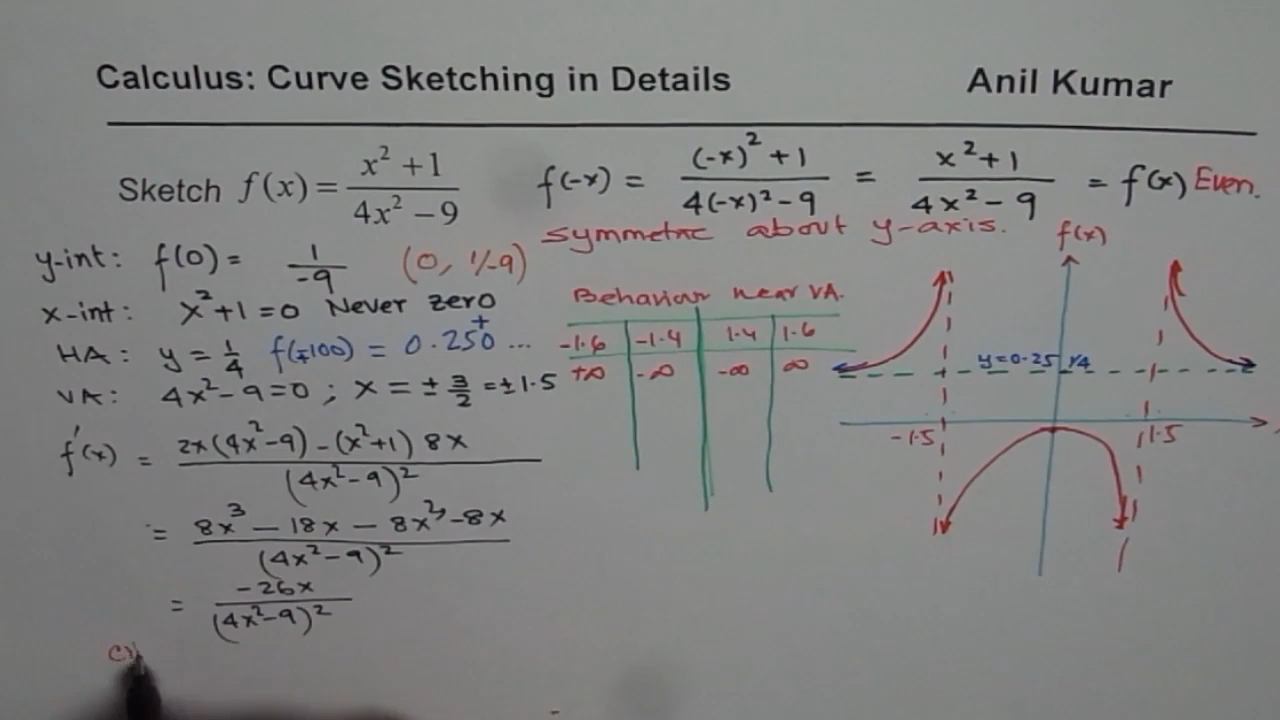 Calculus: Curve Sketching in Details Anil Kumar
Sketch f(x) = (x² + 1)/(4x² − 9) f(-x) = ((-x)² + 1)/(4(-x)² - 9) = (x² + 1)/(4x² - 9) = f(x) Even.
symmetric about y-axis.
y-int: f(0) = 1/-9 (0, 1/-9)
x-int: x² + 1 = 0 Never zero
HA: y = 1/4 f(±100) = 0.250⁺ ...
VA: 4x² - 9 = 0 ; x = ± 3/2 = ± 1.5
f'(x) = (2x(4x² - 9) - (x² + 1) 8x)/(4x² - 9)²
= (8x³ - 18x - 8x³ - 8x)/(4x² - 9)²
= -26x/(4x² - 9)²
Behaviour near VA.
-1.6 -1.4 1.4 1.6
+∞ -∞ -∞ ∞
f(x)
y=0.25 1/4
-1.5 1.5